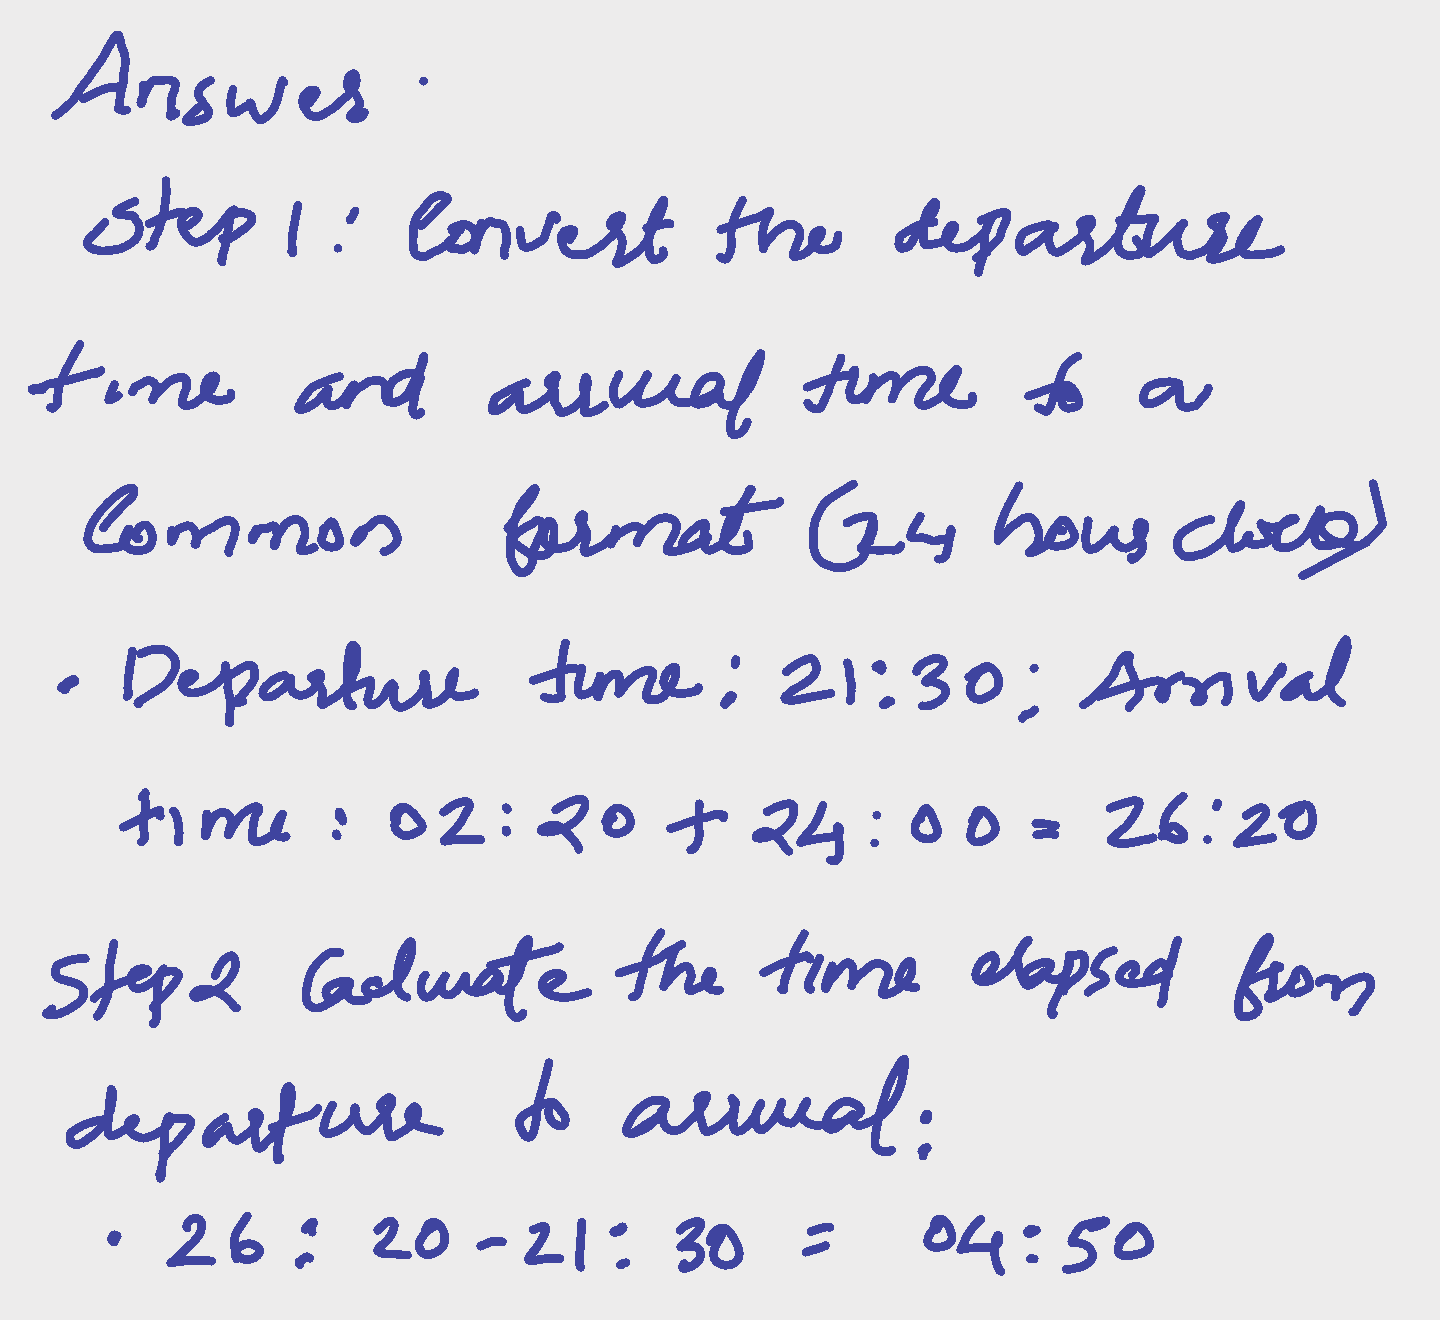 Answer.
Step 1: Convert the departure
time and arrival time to a
Common format (24 hour clock)
• Departure time: 21:30; Arrival
time: 02:20 + 24:00 = 26:20
Step 2 Calculate the time elapsed from
departure to arrival:
• 26:20 - 21:30 = 04:50